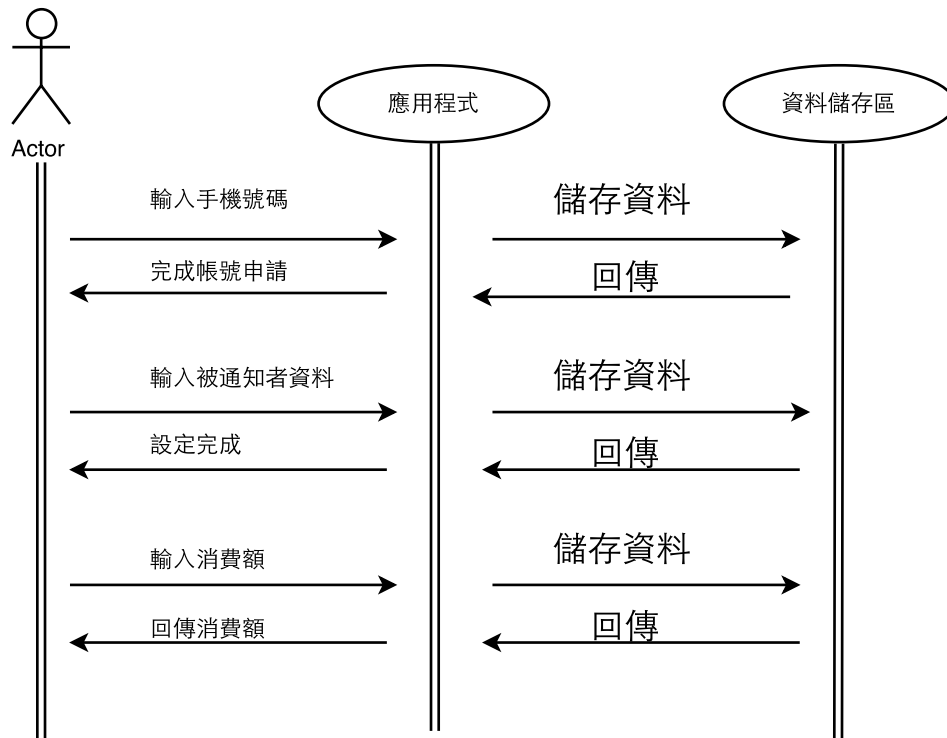 應用程式
資料儲存區
Actor
輸入手機號碼
儲存資料
完成帳號申請
回傳
輸入被通知者資料
儲存資料
設定完成
回傳
輸入消費額
儲存資料
回傳消費額
回傳